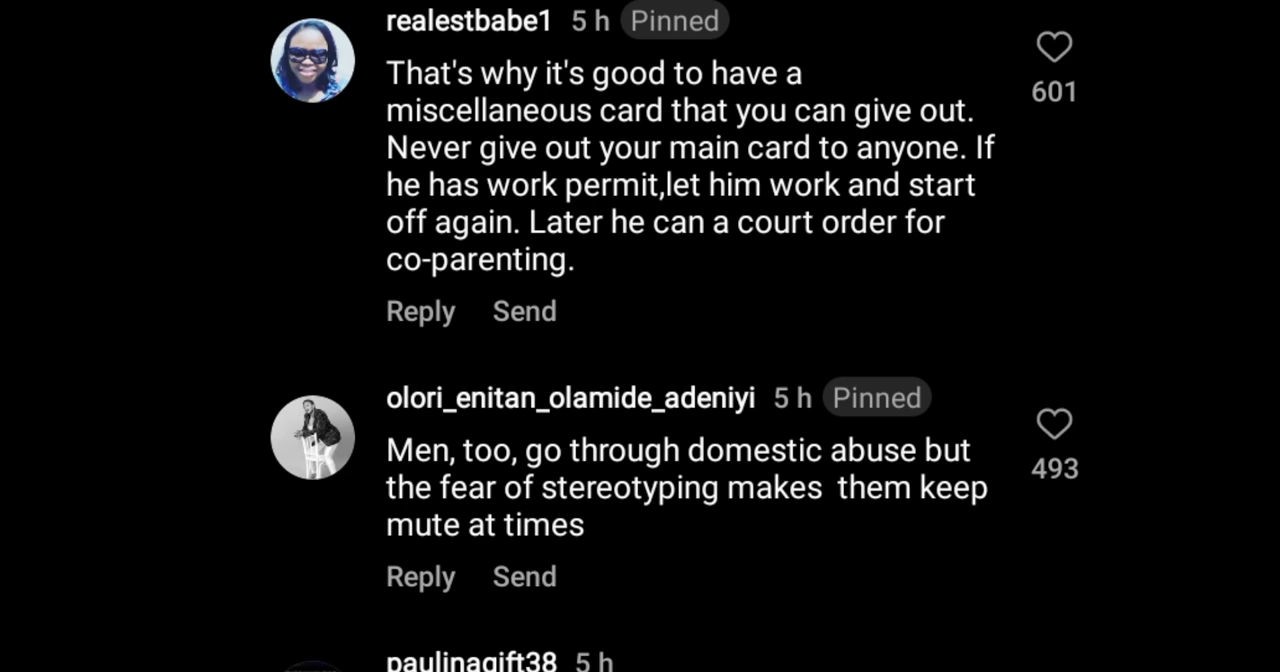 realestbabe1 5 h Pinned
That's why it's good to have a
miscellaneous card that you can give out.
Never give out your main card to anyone. If
he has work permit,let him work and start
off again. Later he can a court order for
co-parenting.
601
Reply Send
olori_enitan_olamide_adeniyi 5 h Pinned
Men, too, go through domestic abuse but
the fear of stereotyping makes  them keep
mute at times
493
Reply Send
paulinagift38 5 h